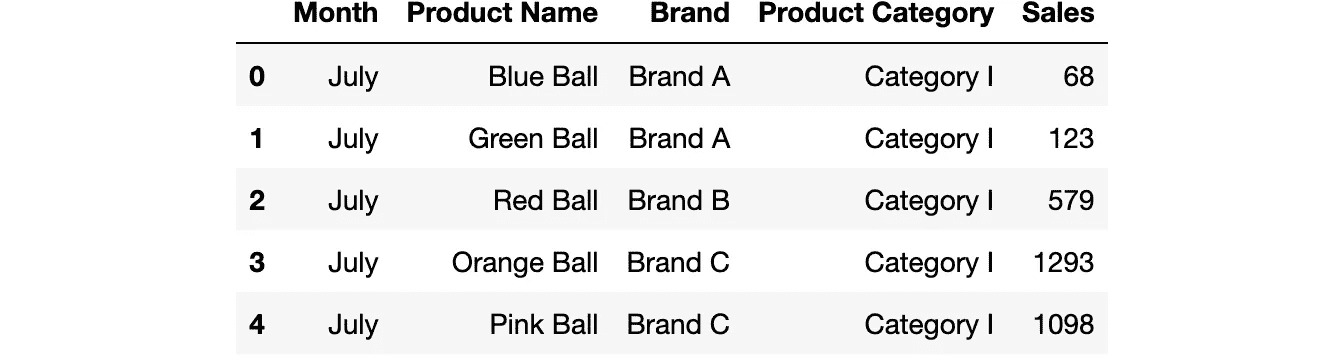 Month Product Name Brand Product Category Sales
0 July Blue Ball Brand A Category I 68
1 July Green Ball Brand A Category I 123
2 July Red Ball Brand B Category I 579
3 July Orange Ball Brand C Category I 1293
4 July Pink Ball Brand C Category I 1098